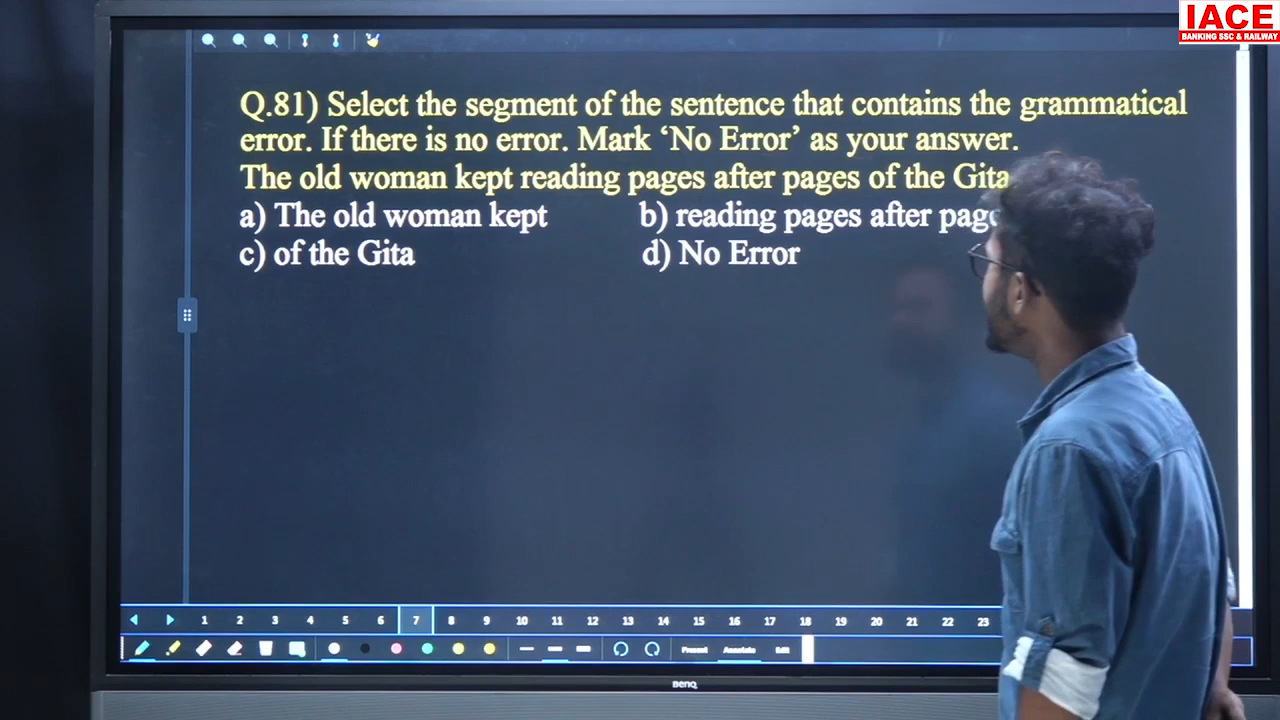 IACE
BANKING SSC & RAILWAY
Q.81) Select the segment of the sentence that contains the grammatical
error. If there is no error. Mark ‘No Error’ as your answer.
The old woman kept reading pages after pages of the Gita
a) The old woman kept b) reading pages after
c) of the Gita d) No Error
1 2 3 4 5 6 7 8 9 10 11 12 13 14 15 16 17 18 19 20 21 22 23
Present Annotate Edit
BenQ